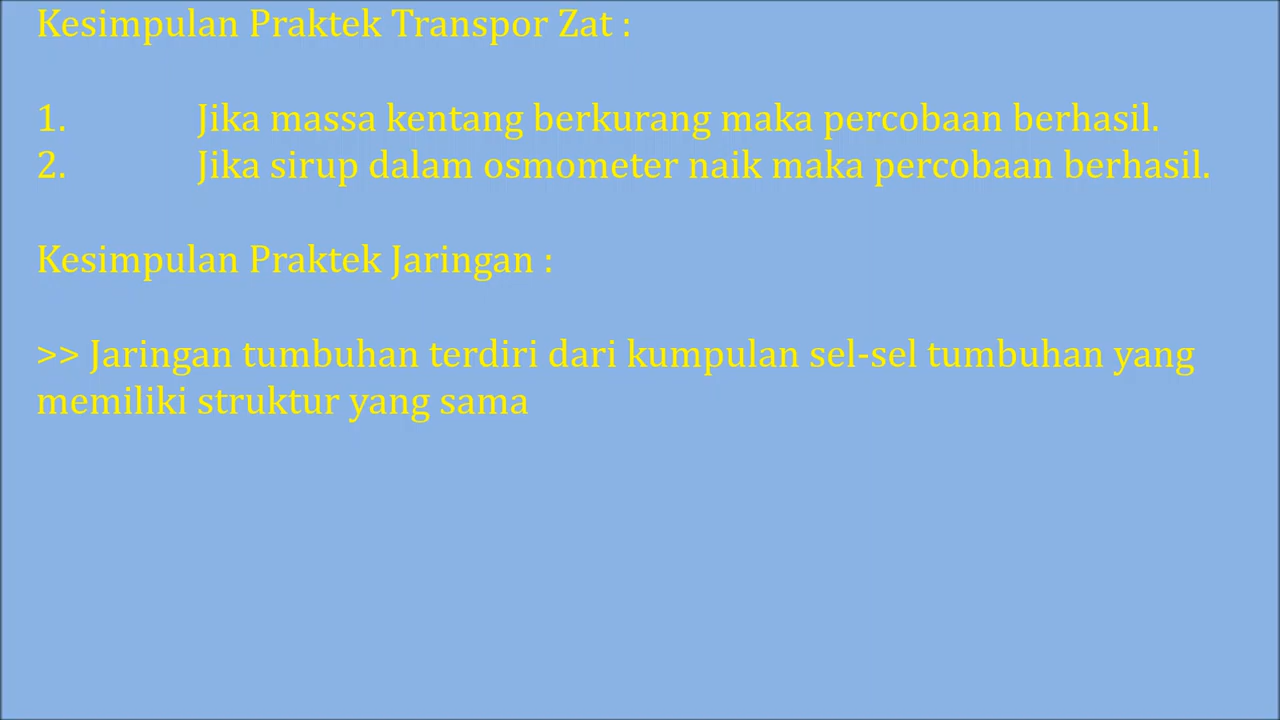 Kesimpulan Praktek Transpor Zat :
1. Jika massa kentang berkurang maka percobaan berhasil.
2. Jika sirup dalam osmometer naik maka percobaan berhasil.
Kesimpulan Praktek Jaringan :
>> Jaringan tumbuhan terdiri dari kumpulan sel-sel tumbuhan yang
memiliki struktur yang sama